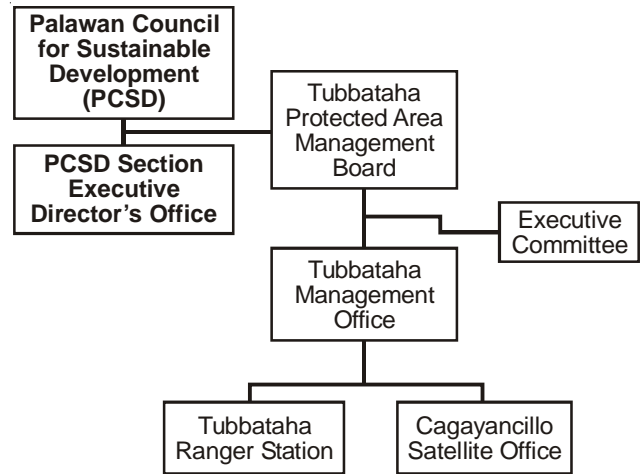 Palawan Council
for Sustainable
Development
(PCSD)
PCSD Section
Executive
Director's Office
Tubbataha
Protected Area
Management
Board
Executive
Committee
Tubbataha
Management
Office
Tubbataha
Ranger Station
Cagayancillo
Satellite Office